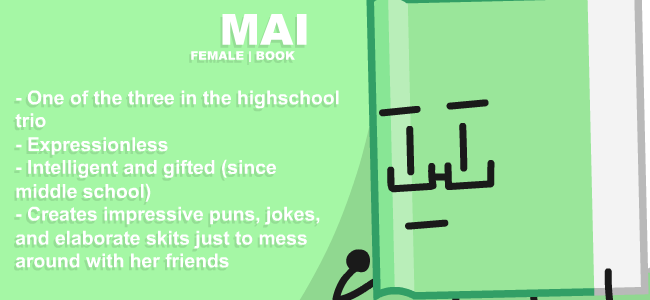 MAI
FEMALE | BOOK
- One of the three in the highschool
trio
- Expressionless
- Intelligent and gifted (since
middle school)
- Creates impressive puns, jokes,
and elaborate skits just to mess
around with her friends